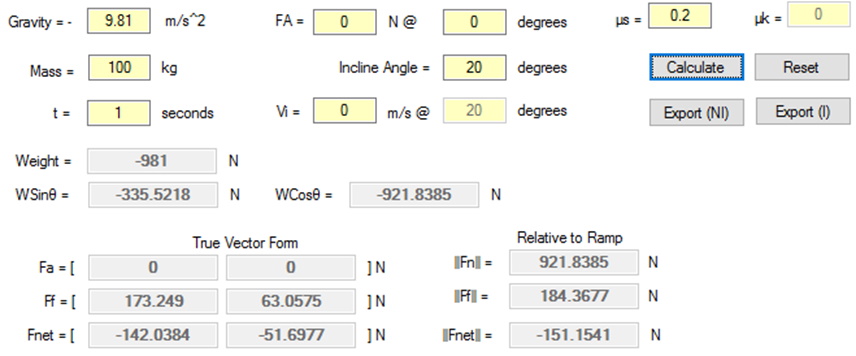 Gravity = - 9.81 m/s^2 FA = 0 N @ 0 degrees µs = 0.2 µk = 0
Mass = 100 kg Incline Angle = 20 degrees Calculate Reset
t = 1 seconds Vi = 0 m/s @ 20 degrees Export (NI) Export (I)
Weight = -981 N
WSinθ = -335.5218 N WCosθ = -921.8385 N
True Vector Form Relative to Ramp
Fa = [ 0 0 ] N ||Fn|| = 921.8385 N
Ff = [ 173.249 63.0575 ] N ||Ff|| = 184.3677 N
Fnet = [ -142.0384 -51.6977 ] N ||Fnet|| = -151.1541 N